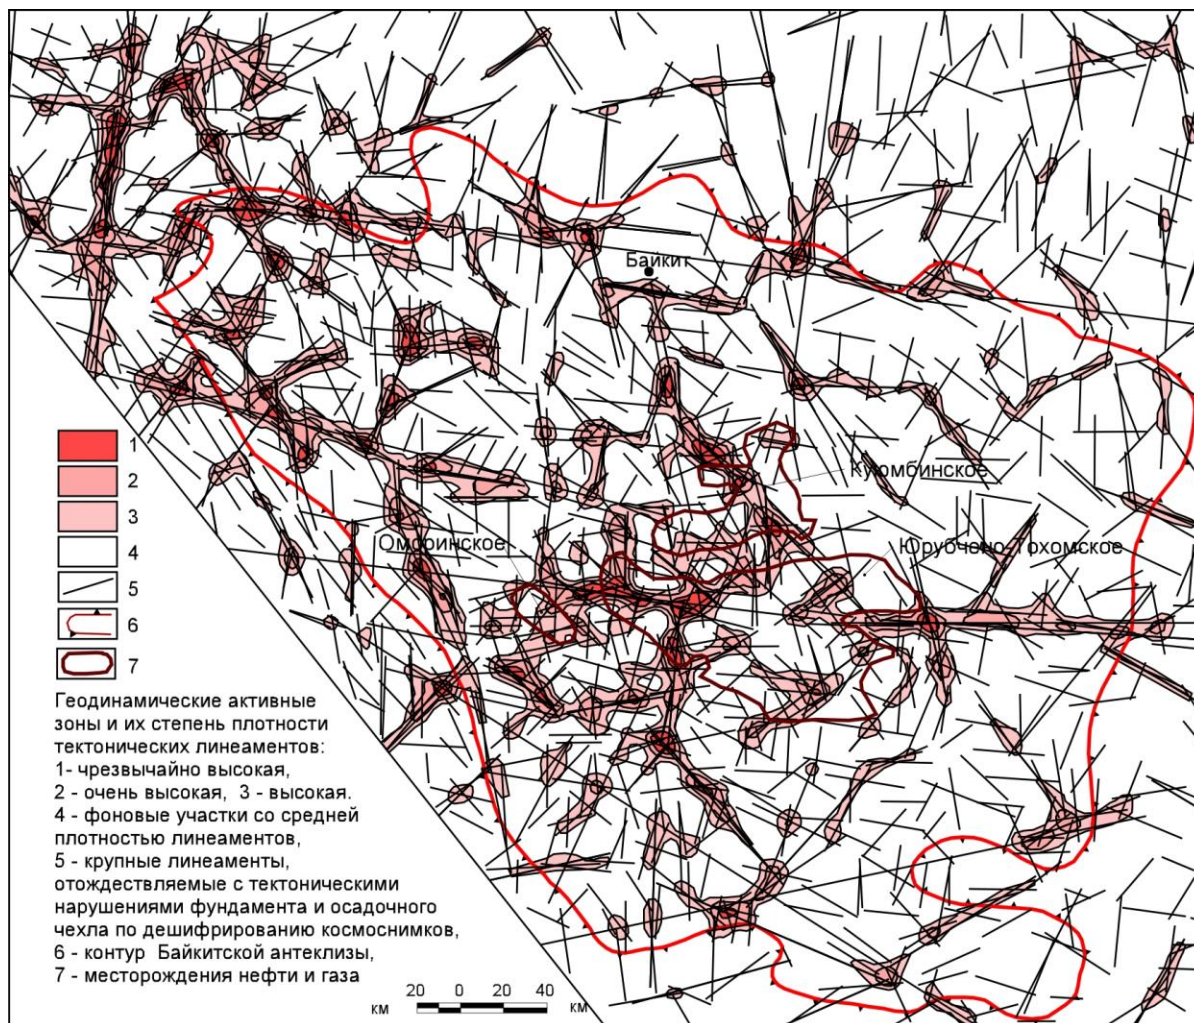 Байкит
Куюмбинское
Оморинское
Юрубчено-Тохомское
1
2
3
4
5
6
7
Геодинамические активные
зоны и их степень плотности
тектонических линеаментов:
1- чрезвычайно высокая,
2 - очень высокая, 3 - высокая.
4 - фоновые участки со средней
плотностью линеаментов,
5 - крупные линеаменты,
отождествляемые с тектоническими
нарушениями фундамента и осадочного
чехла по дешифрированию космоснимков,
6 - контур Байкитской антеклизы,
7 - месторождения нефти и газа
км 20 0 20 40 км